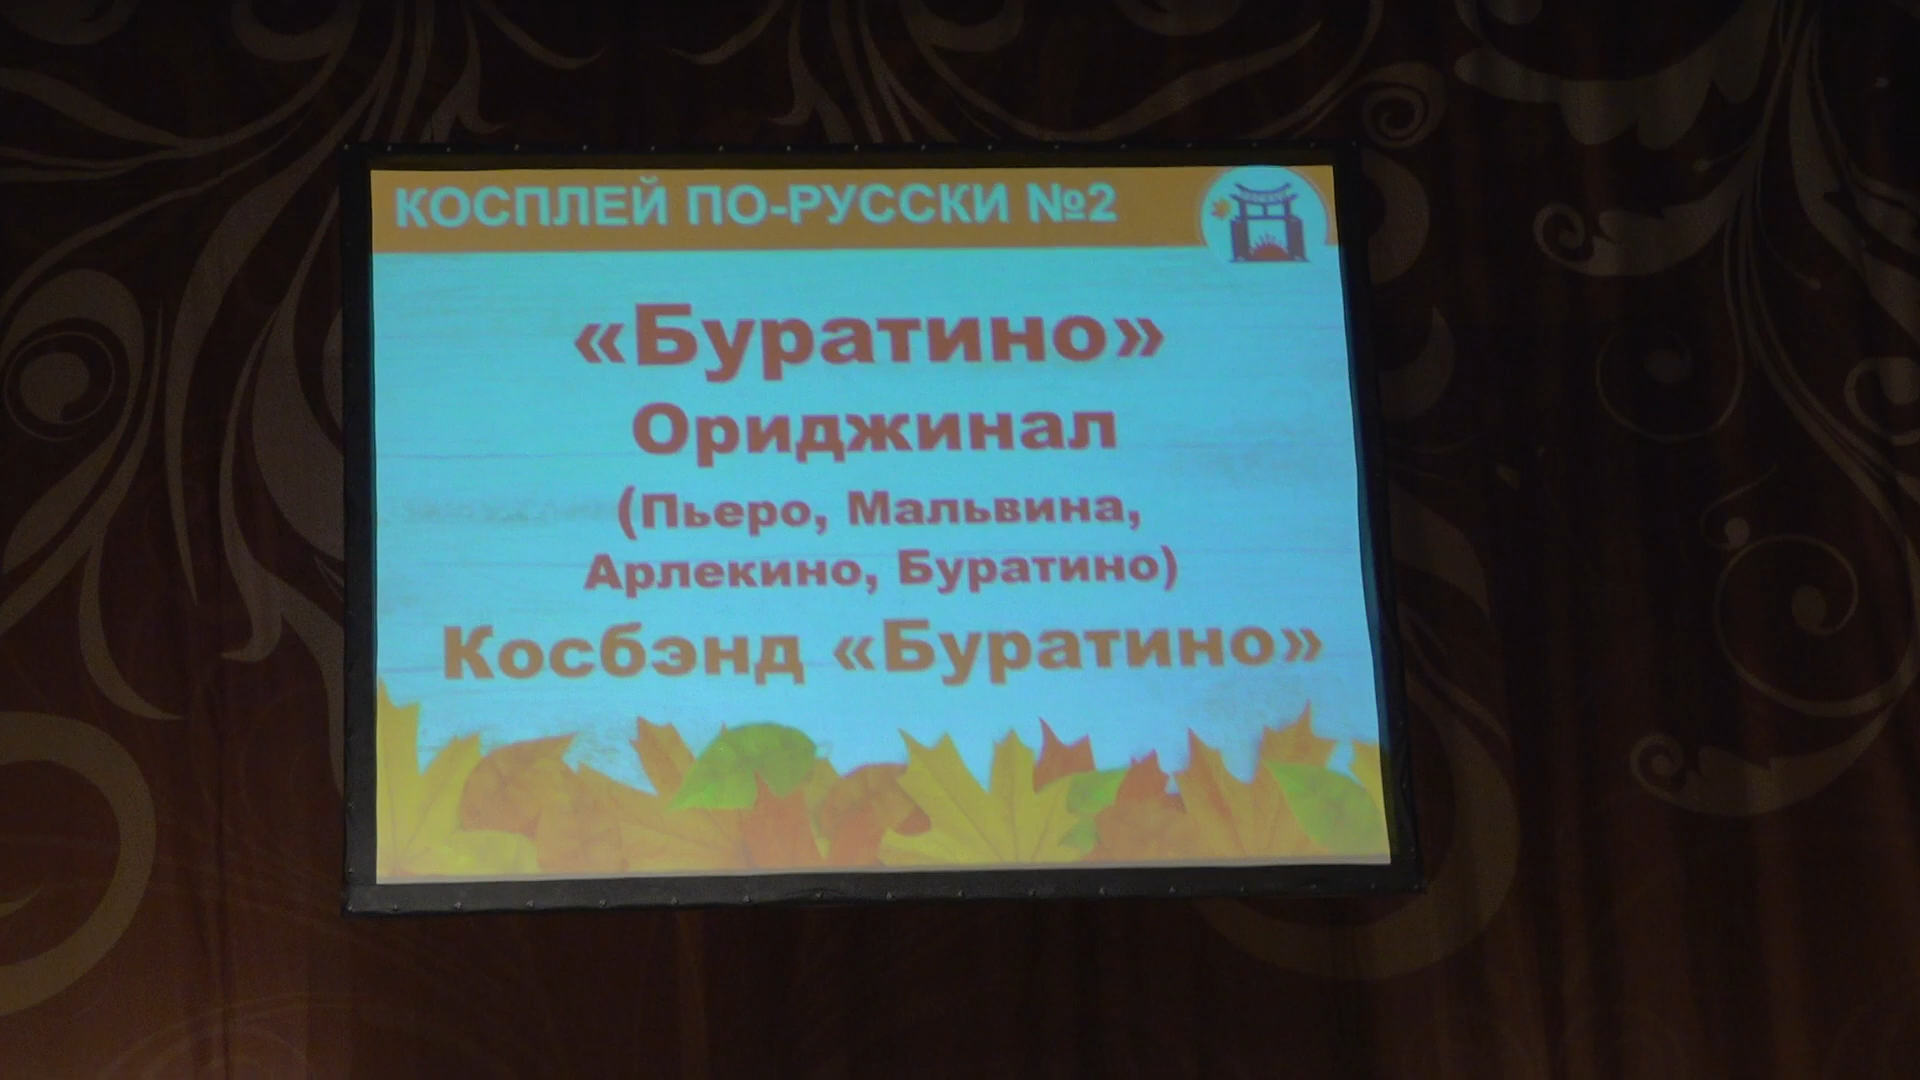 КОСПЛЕЙ ПО-РУССКИ №2
«Буратино»
Ориджинал
(Пьеро, Мальвина,
Арлекино, Буратино)
Косбэнд «Буратино»